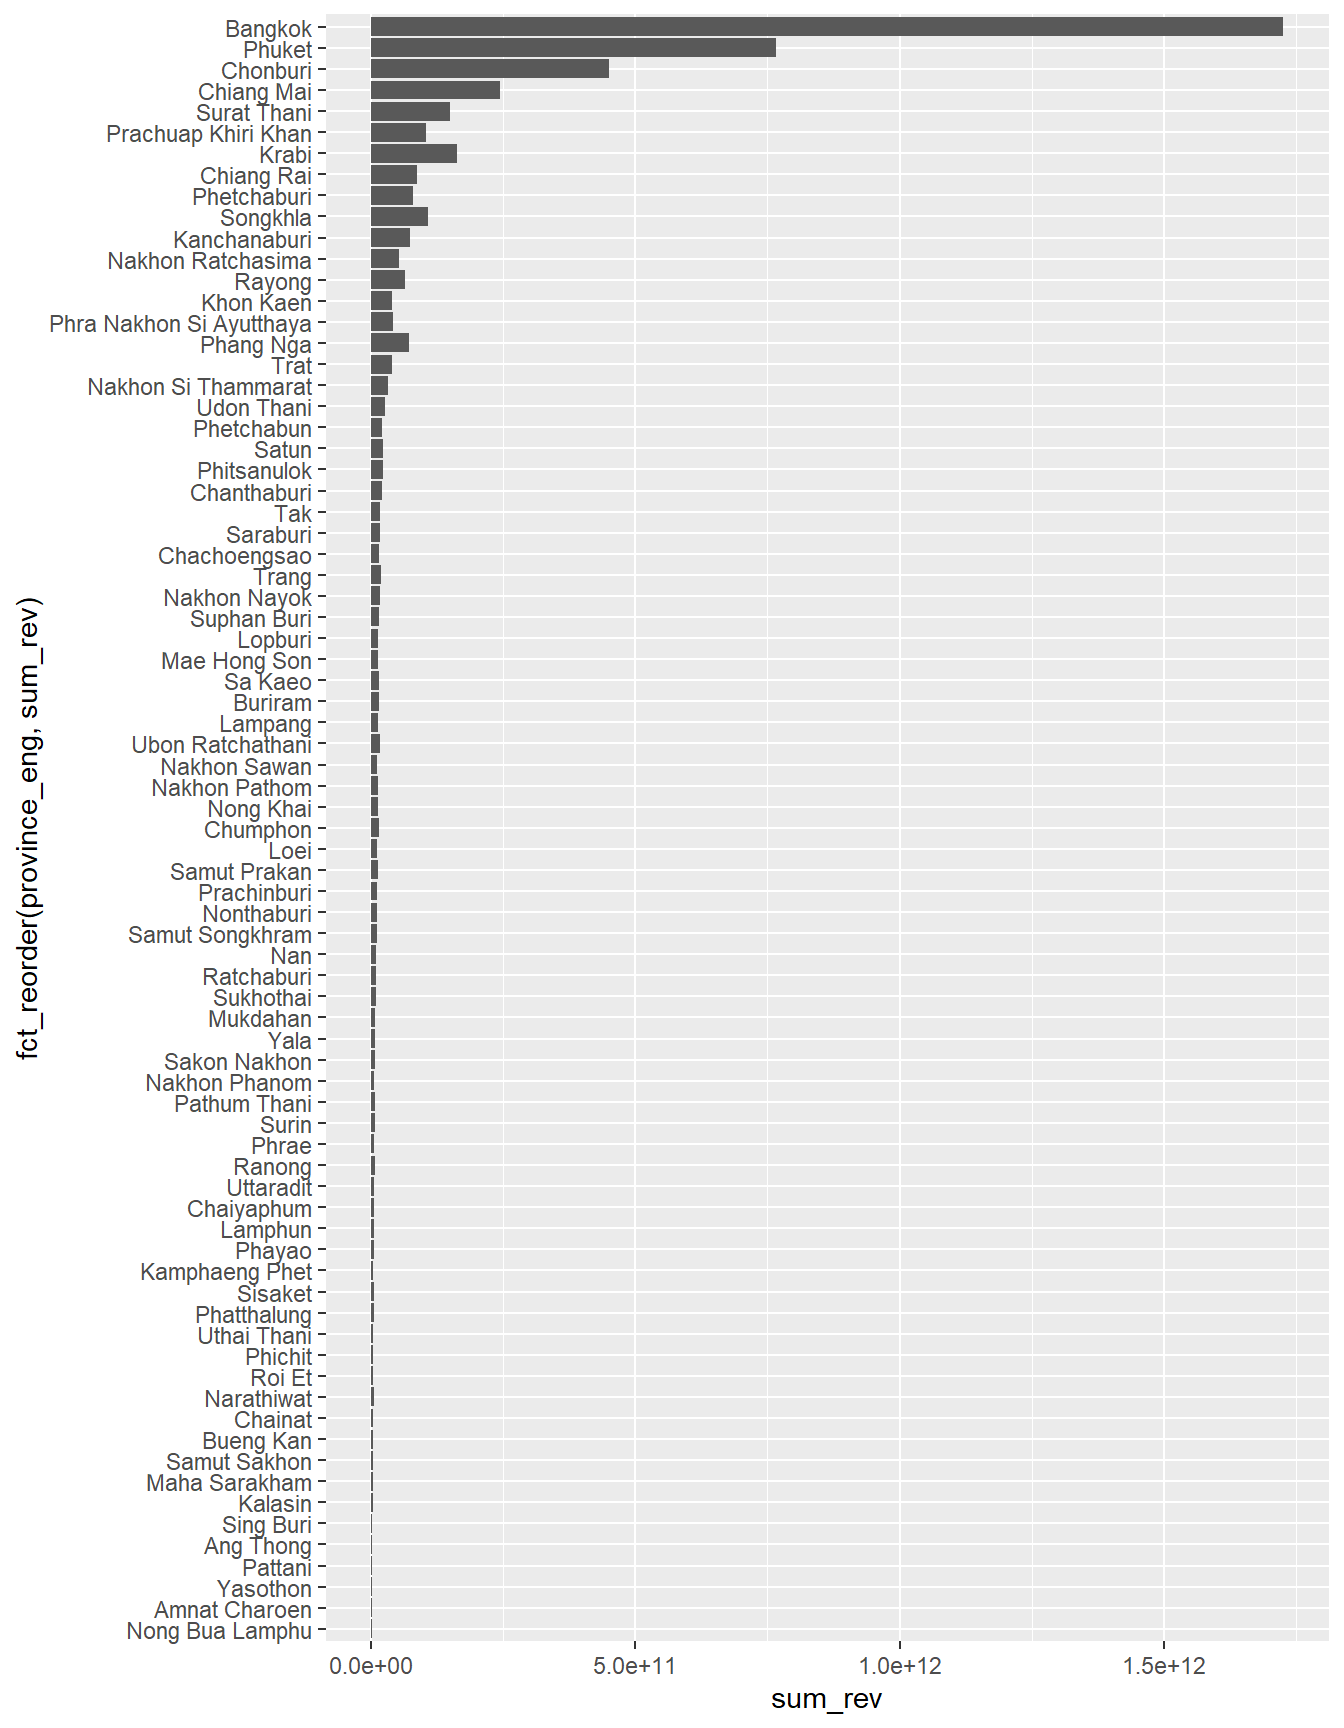 Bangkok
Phuket
Chonburi
Chiang Mai
Surat Thani
Prachuap Khiri Khan
Krabi
Chiang Rai
Phetchaburi
Songkhla
Kanchanaburi
Nakhon Ratchasima
Rayong
Khon Kaen
Phra Nakhon Si Ayutthaya
Phang Nga
Trat
Nakhon Si Thammarat
Udon Thani
Phetchabun
Satun
Phitsanulok
Chanthaburi
Tak
Saraburi
Chachoengsao
Trang
Nakhon Nayok
Suphan Buri
Lopburi
Mae Hong Son
Sa Kaeo
Buriram
Lampang
Ubon Ratchathani
Nakhon Sawan
Nakhon Pathom
Nong Khai
Chumphon
Loei
Samut Prakan
Prachinburi
Nonthaburi
Samut Songkhram
Nan
Ratchaburi
Sukhothai
Mukdahan
Yala
Sakon Nakhon
Nakhon Phanom
Pathum Thani
Surin
Phrae
Ranong
Uttaradit
Chaiyaphum
Lamphun
Phayao
Kamphaeng Phet
Sisaket
Phatthalung
Uthai Thani
Phichit
Roi Et
Narathiwat
Chainat
Bueng Kan
Samut Sakhon
Maha Sarakham
Kalasin
Sing Buri
Ang Thong
Pattani
Yasothon
Amnat Charoen
Nong Bua Lamphu
fct_reorder(province_eng, sum_rev)
0.0e+00 5.0e+11 1.0e+12 1.5e+12
sum_rev